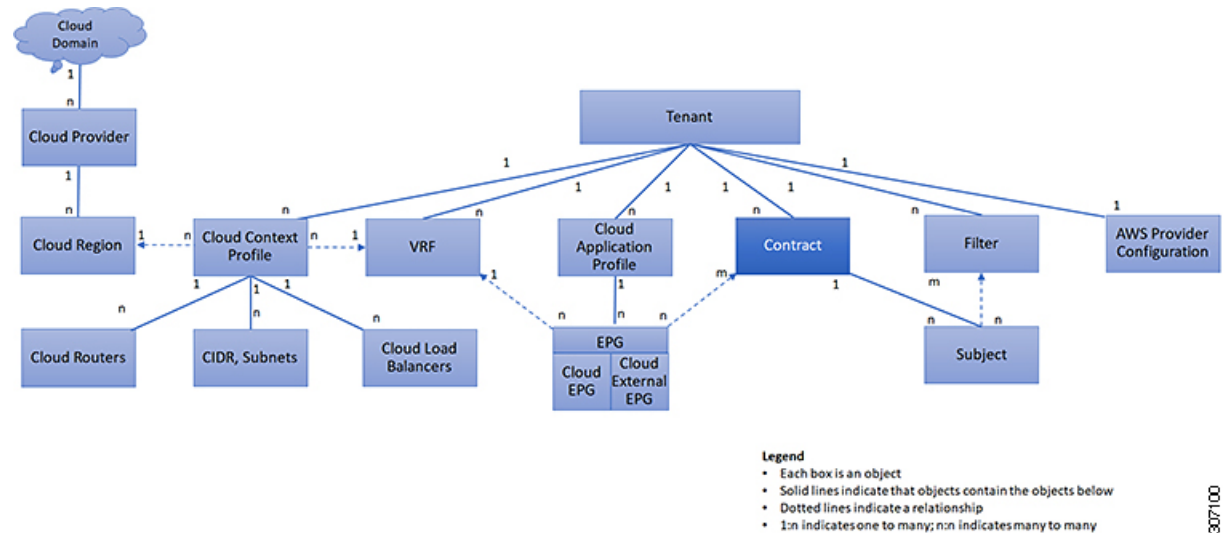 Cloud
Domain
1
n
Cloud Provider
1
n
Tenant
1
1
1
1
1
1
n
n
n
n
n
1
Cloud Region
1
n
Cloud Context
Profile
n
1
VRF
Cloud
Application
Profile
Contract
Filter
AWS Provider
Configuration
1
1
1
1
1
m
1
m
n
n
n
n
n
n
n
n
Cloud Routers
CIDR, Subnets
Cloud Load
Balancers
EPG
Cloud
EPG
Cloud
External
EPG
Subject
Legend
• Each box is an object
• Solid lines indicate that objects contain the objects below
• Dotted lines indicate a relationship
• 1:n indicates one to many; n:n indicates many to many
307100